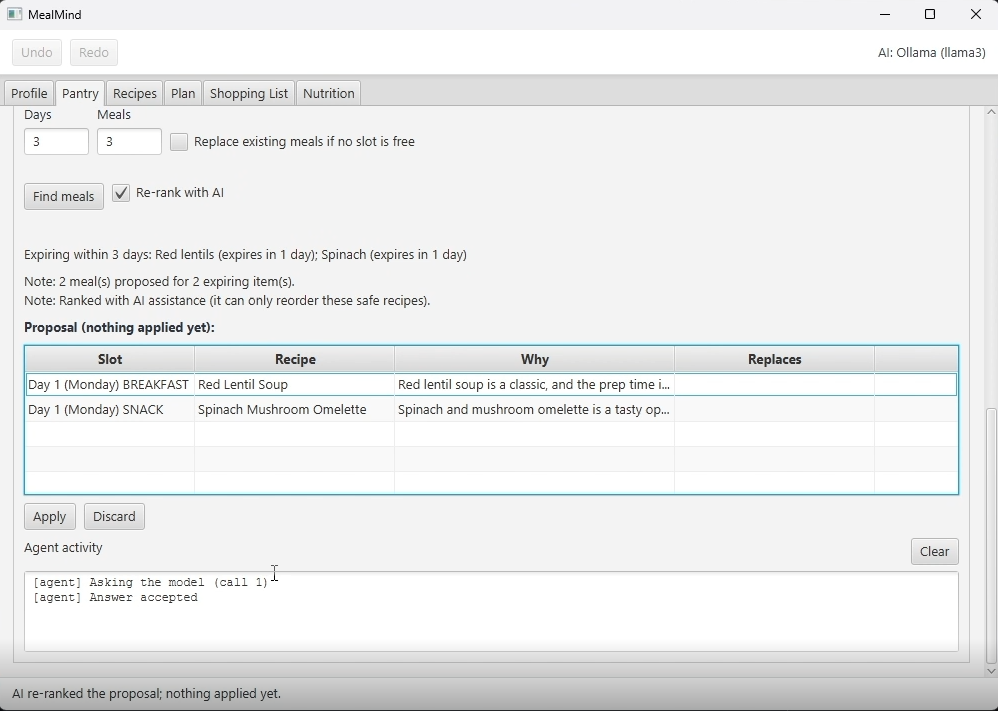 MealMind
Undo Redo AI: Ollama (llama3)
Profile Pantry Recipes Plan Shopping List Nutrition
Days Meals
3 3 Replace existing meals if no slot is free
Find meals Re-rank with AI
Expiring within 3 days: Red lentils (expires in 1 day); Spinach (expires in 1 day)
Note: 2 meal(s) proposed for 2 expiring item(s).
Note: Ranked with AI assistance (it can only reorder these safe recipes).
Proposal (nothing applied yet):
Slot Recipe Why Replaces
Day 1 (Monday) BREAKFAST Red Lentil Soup Red lentil soup is a classic, and the prep time i...
Day 1 (Monday) SNACK Spinach Mushroom Omelette Spinach and mushroom omelette is a tasty op...
Apply Discard
Agent activity
Clear
[agent] Asking the model (call 1)
[agent] Answer accepted
AI re-ranked the proposal; nothing applied yet.